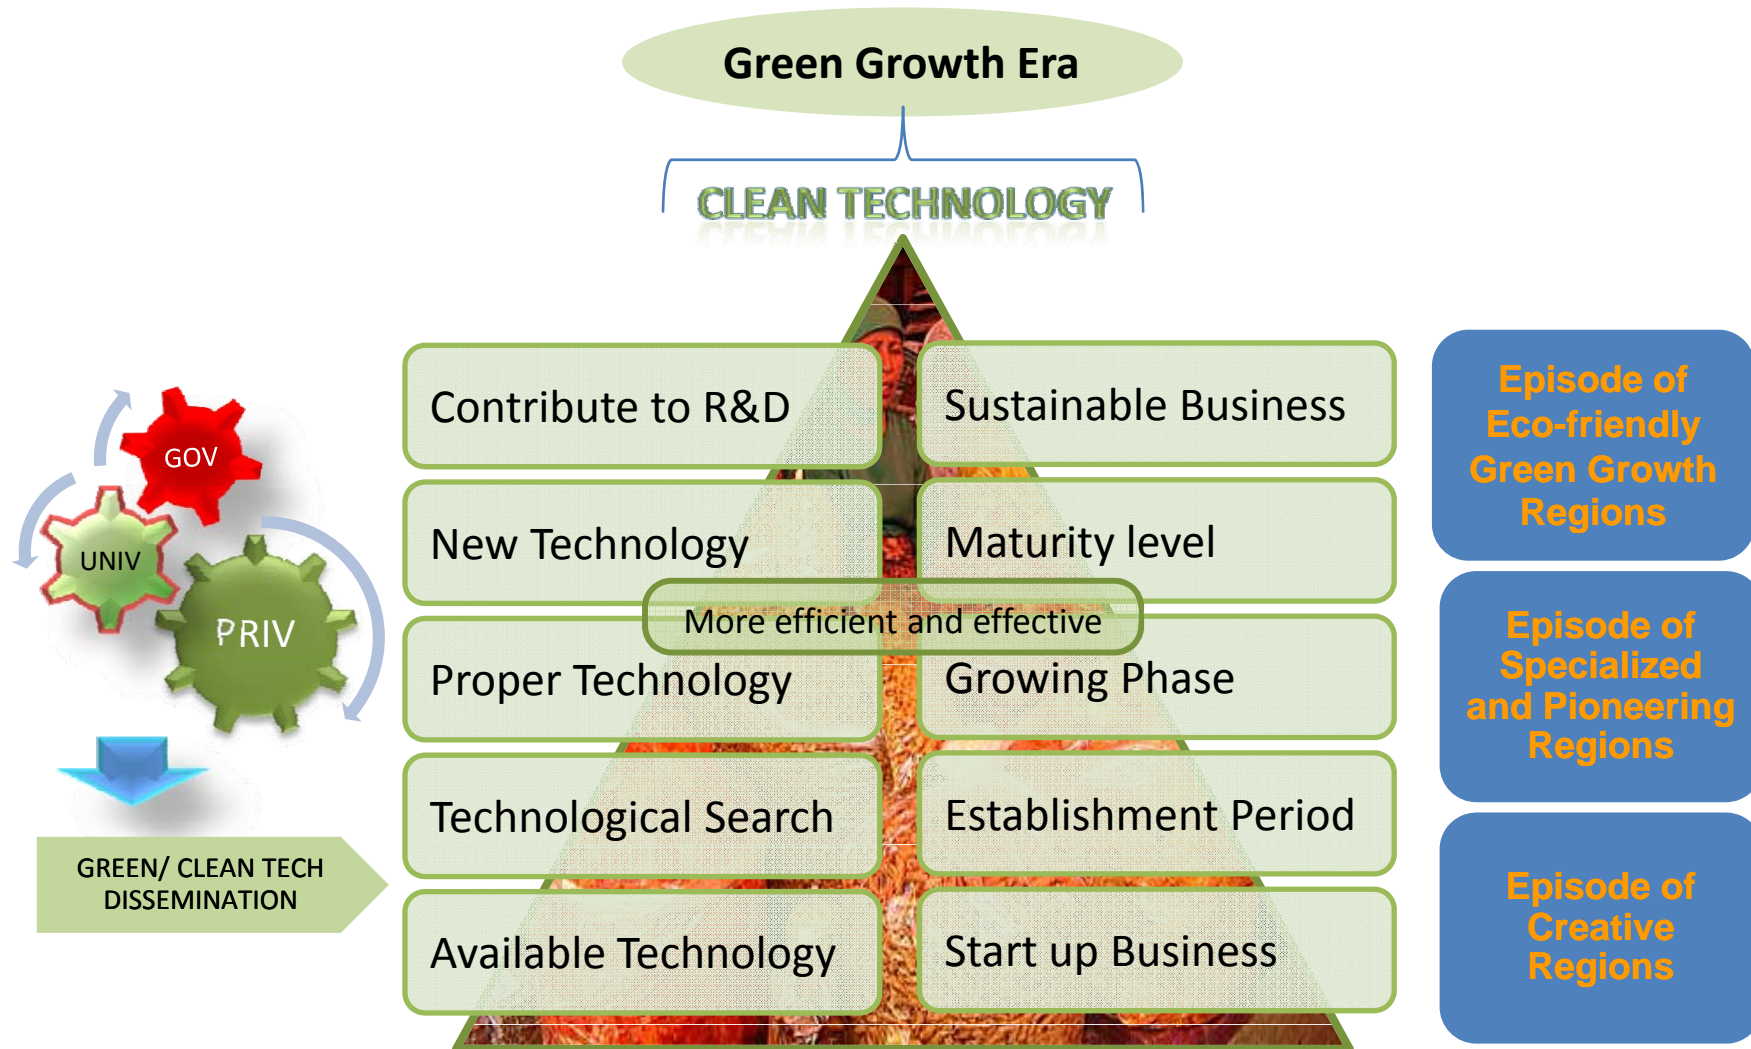 Green Growth Era
CLEAN TECHNOLOGY
GOV
UNIV
PRIV
GREEN/ CLEAN TECH
DISSEMINATION
Contribute to R&D
Sustainable Business
New Technology
Maturity level
More efficient and effective
Proper Technology
Growing Phase
Technological Search
Establishment Period
Available Technology
Start up Business
Episode of
Eco-friendly
Green Growth
Regions
Episode of
Specialized
and Pioneering
Regions
Episode of
Creative
Regions